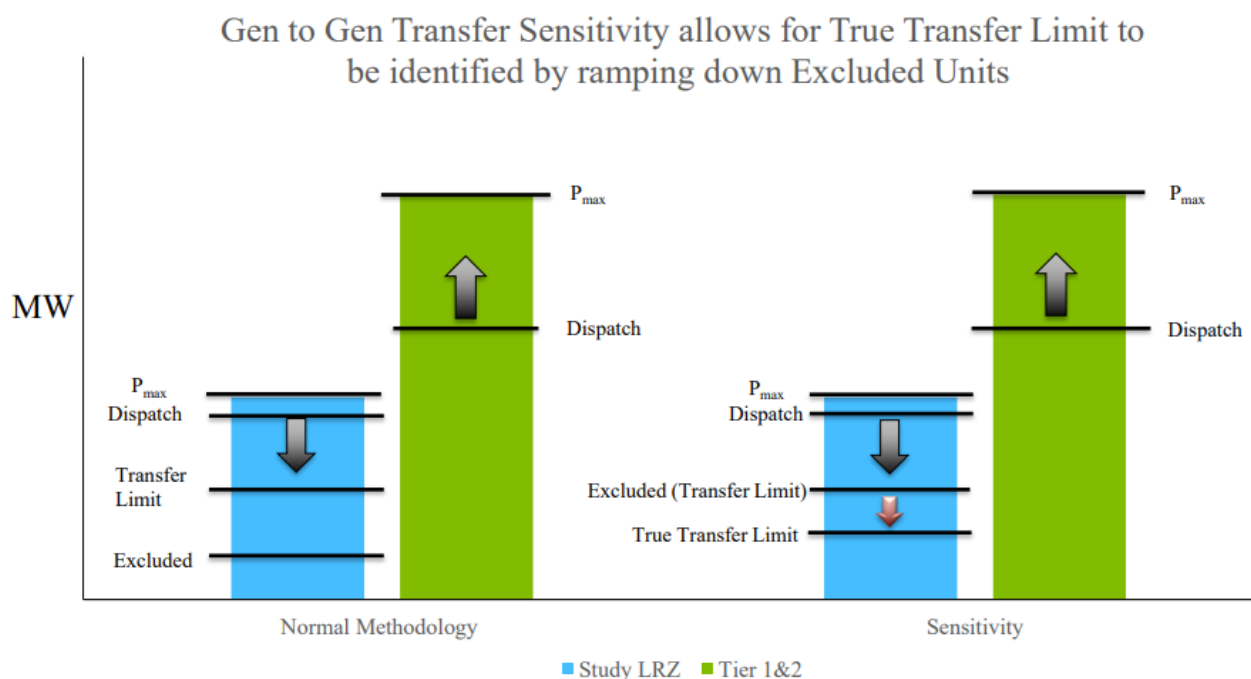 Gen to Gen Transfer Sensitivity allows for True Transfer Limit to
be identified by ramping down Excluded Units
MW
Pmax
Dispatch
Transfer
Limit
Excluded
Pmax
Dispatch
Pmax
Dispatch
Excluded (Transfer Limit)
True Transfer Limit
Pmax
Dispatch
Normal Methodology
Sensitivity
Study LRZ
Tier 1&2